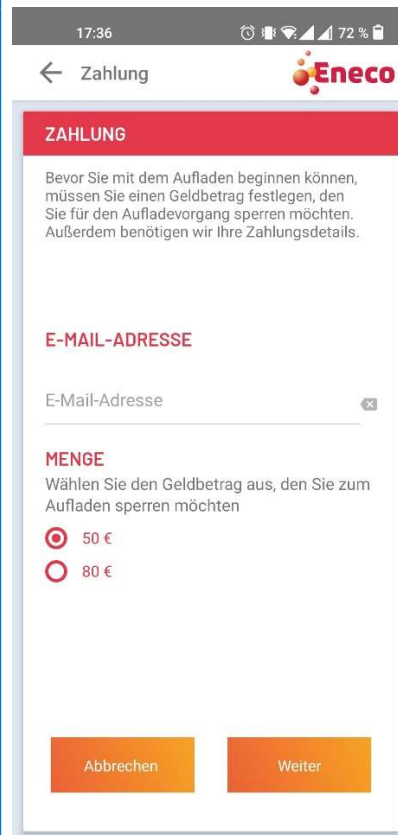 17:36 72 %
Zahlung Eneco
ZAHLUNG
Bevor Sie mit dem Aufladen beginnen können,
müssen Sie einen Geldbetrag festlegen, den
Sie für den Aufladevorgang sperren möchten.
Außerdem benötigen wir Ihre Zahlungsdetails.
E-MAIL-ADRESSE
E-Mail-Adresse
MENGE
Wählen Sie den Geldbetrag aus, den Sie zum
Aufladen sperren möchten
50 €
80 €
Abbrechen Weiter